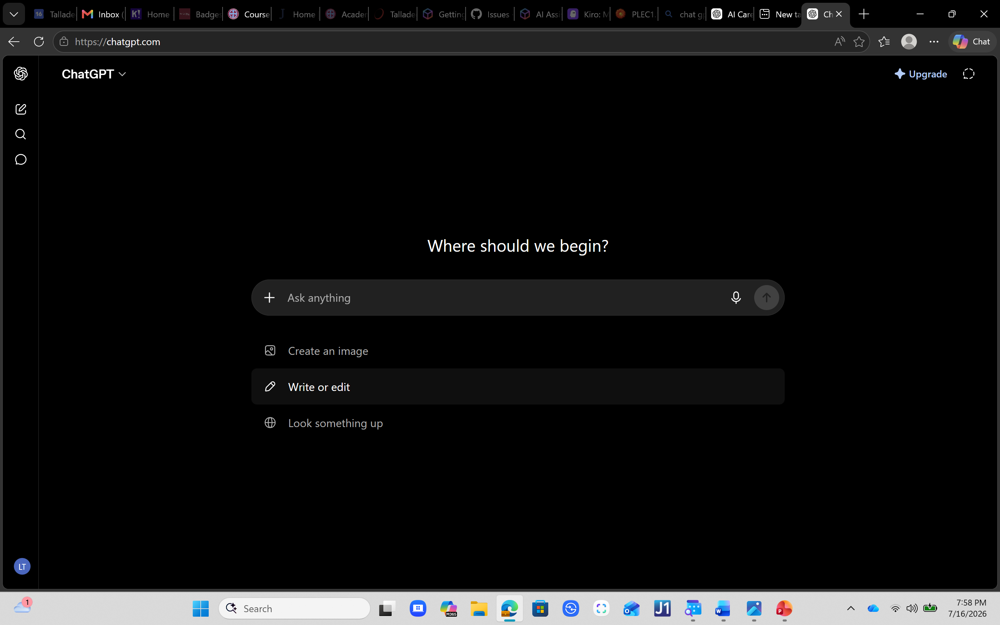 16 Tallade Inbox ( K! Home Badges Course J Home Acader Tallade Getting Issues AI Assi Kiro: M PLEC1. chat gp AI Care New ta Ch
https://chatgpt.com Chat
ChatGPT Upgrade
Where should we begin?
Ask anything
Create an image
Write or edit
Look something up
LT
1 Search M365 O J1 W P 7:58 PM
7/16/2026